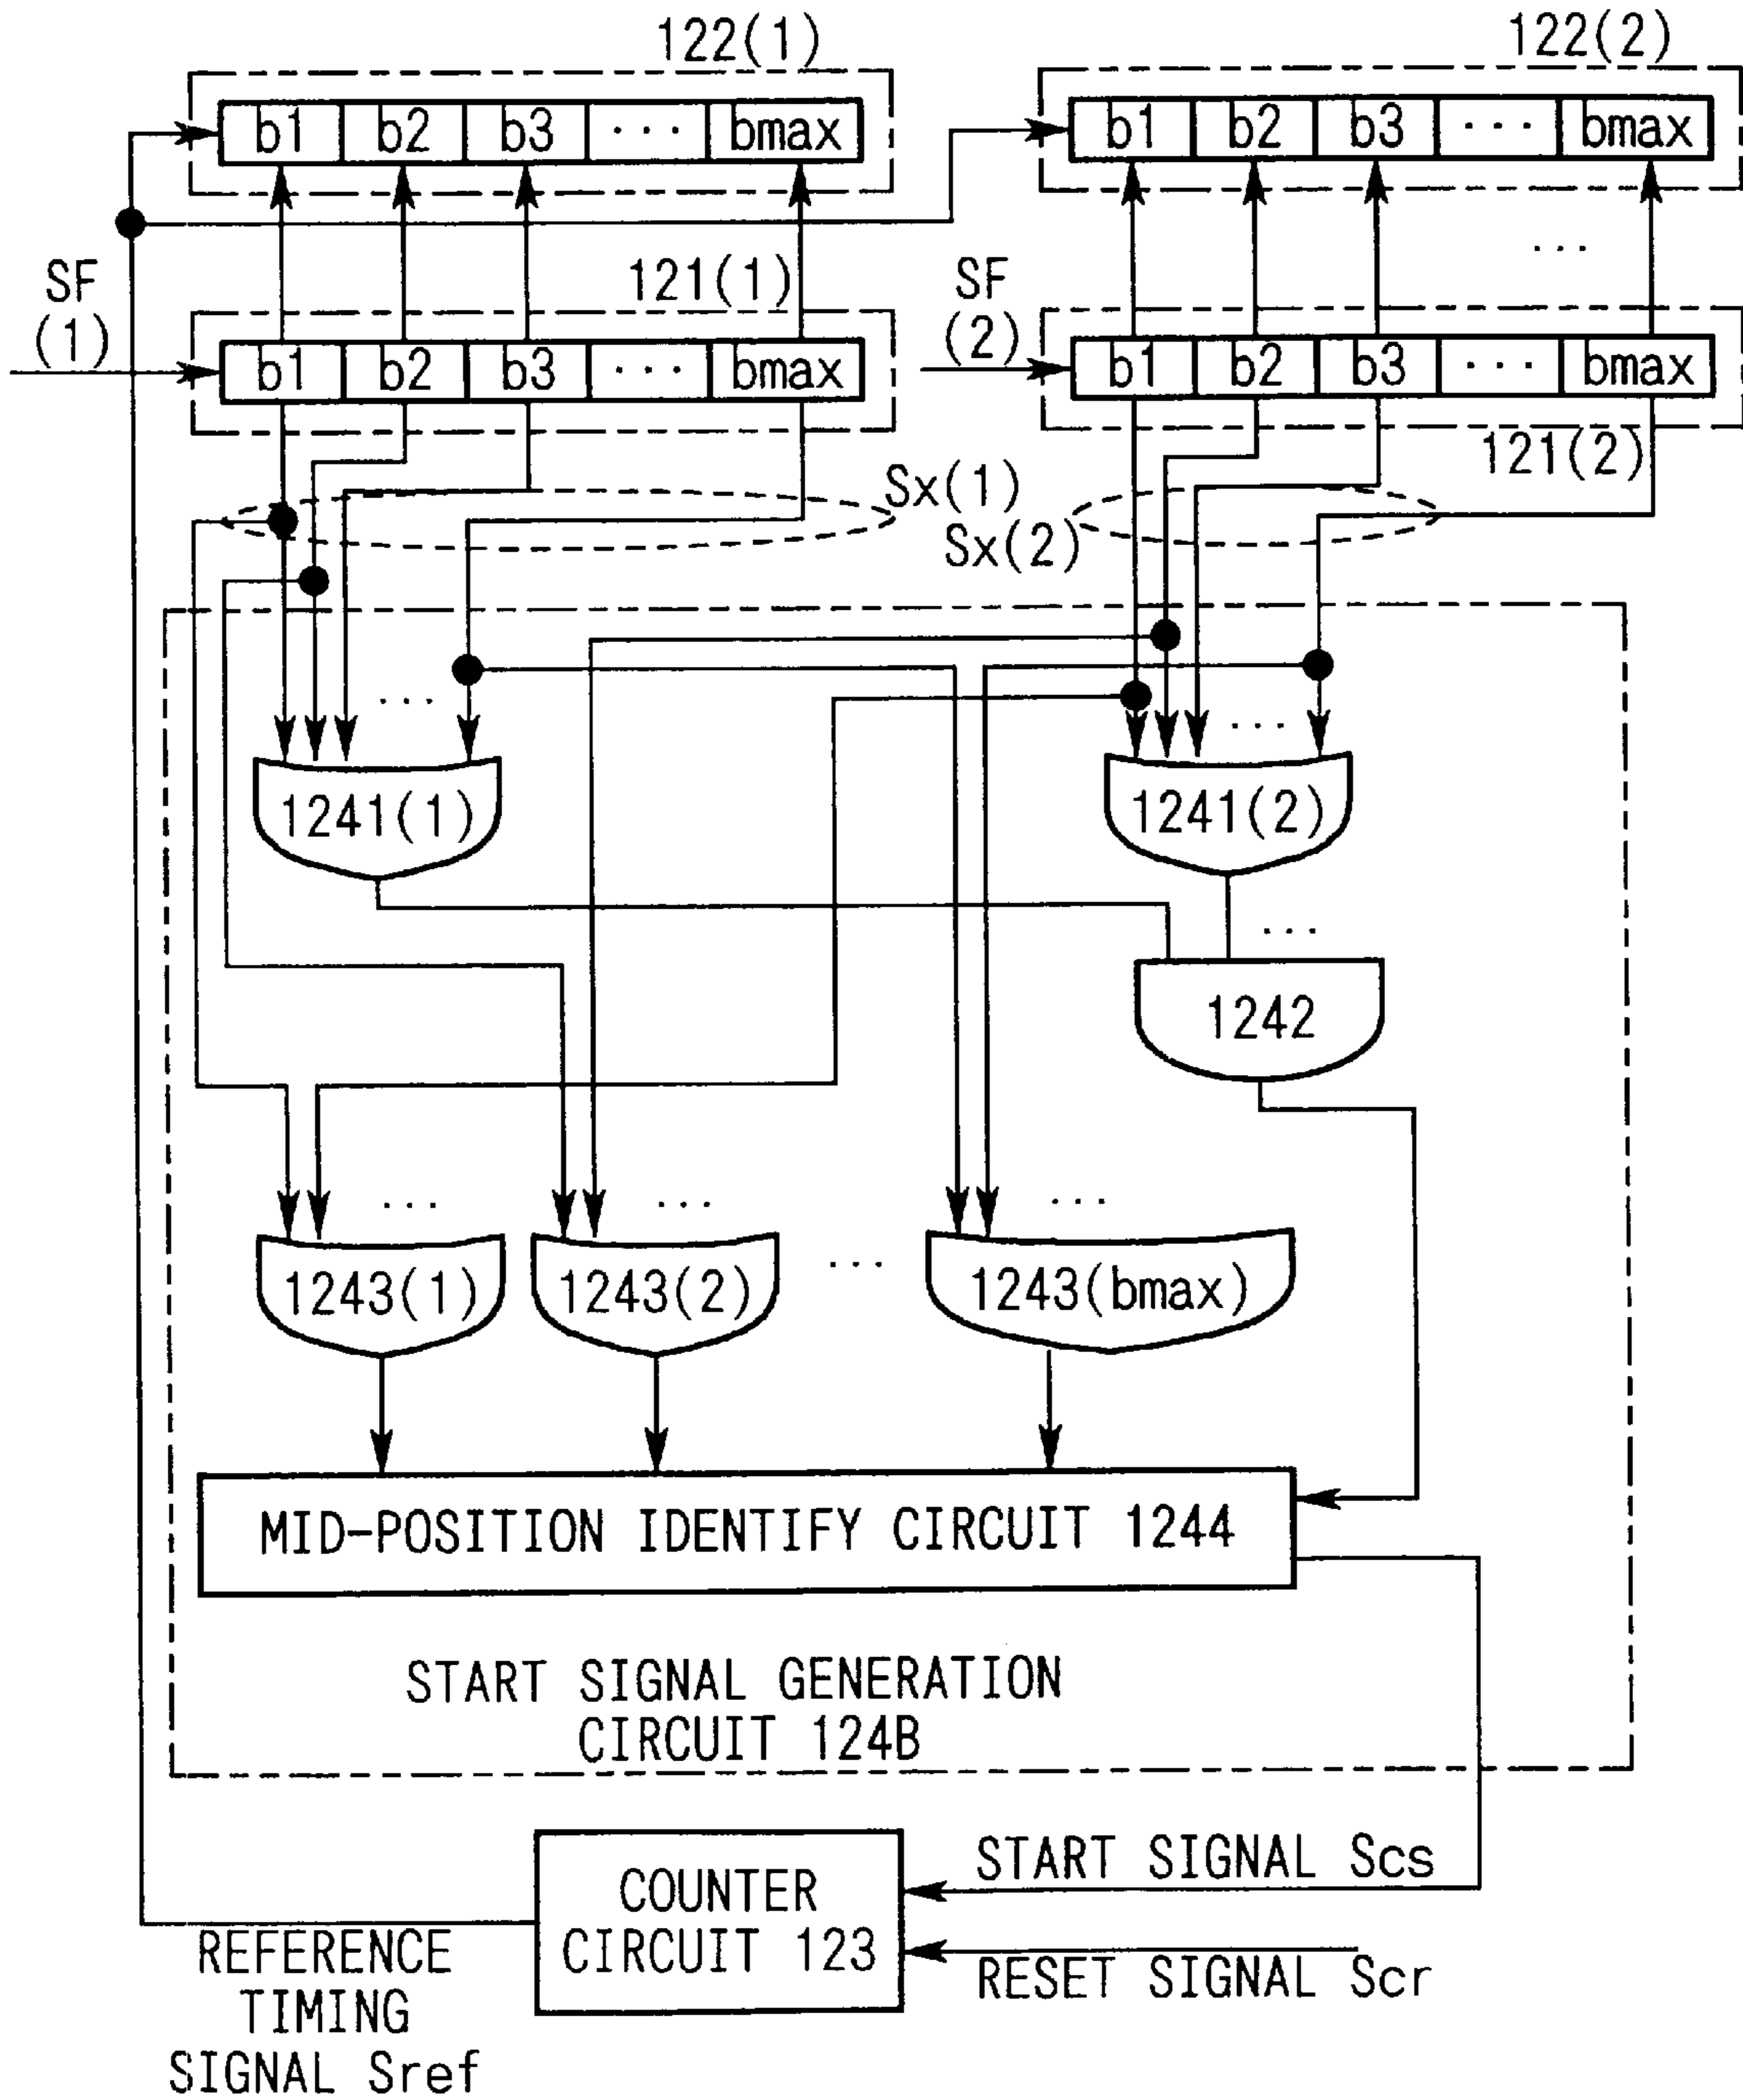 122(1)
122(2)
b1 b2 b3 ··· bmax
b1 b2 b3 ··· bmax
SF
(1)
121(1)
SF
(2)
···
b1 b2 b3 ··· bmax
b1 b2 b3 ··· bmax
121(2)
Sx(1)
Sx(2)
···
···
1241(1)
1241(2)
···
1242
···
···
···
1243(1)
1243(2)
···
1243(bmax)
MID-POSITION IDENTIFY CIRCUIT 1244
START SIGNAL GENERATION
CIRCUIT 124B
COUNTER
CIRCUIT 123
START SIGNAL Scs
RESET SIGNAL Scr
REFERENCE
TIMING
SIGNAL Sref